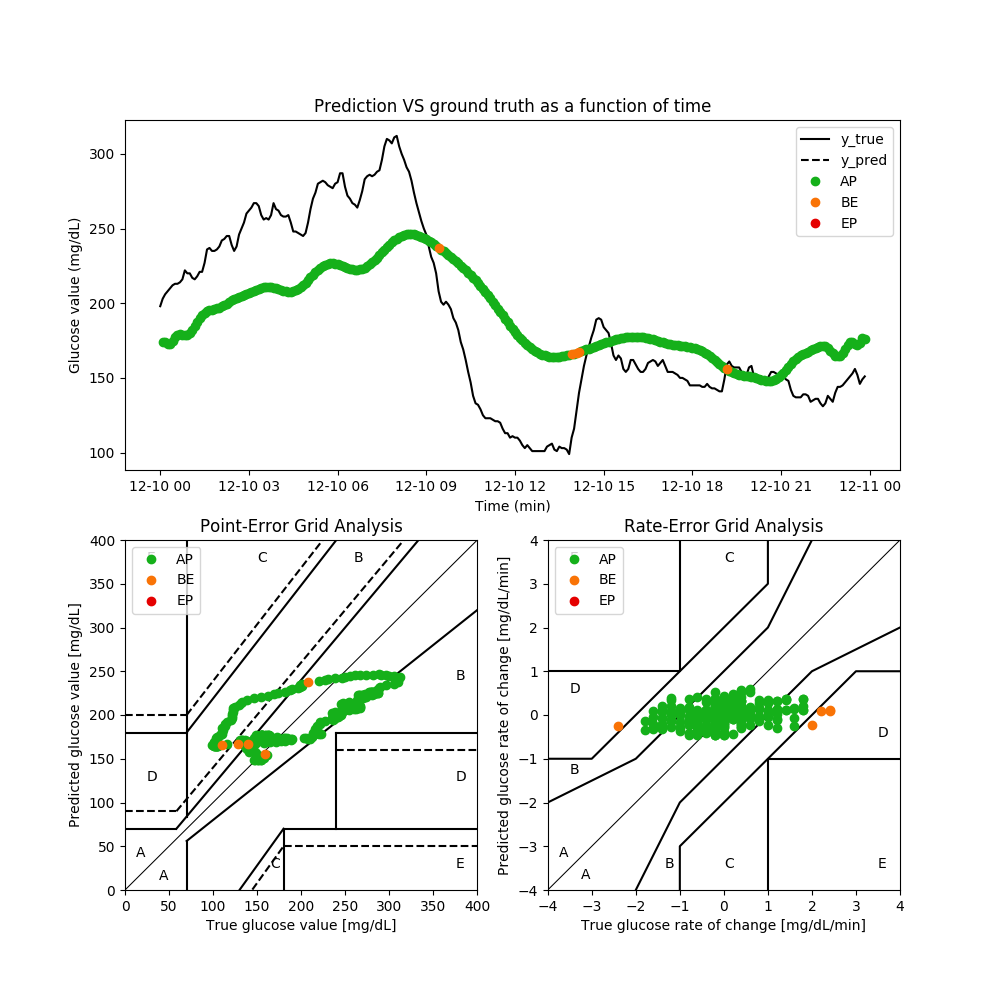 Prediction VS ground truth as a function of time
Glucose value (mg/dL)
300
250
200
150
100
y_true
y_pred
AP
BE
EP
12-10 00 12-10 03 12-10 06 12-10 09 12-10 12 12-10 15 12-10 18 12-10 21 12-11 00
Time (min)
Point-Error Grid Analysis
Predicted glucose value [mg/dL]
400
350
300
250
200
150
100
50
0
AP
BE
EP
C
B
B
D
D
A
A
C
E
0 50 100 150 200 250 300 350 400
True glucose value [mg/dL]
Rate-Error Grid Analysis
Predicted glucose rate of change [mg/dL/min]
4
3
2
1
0
−1
−2
−3
−4
AP
BE
EP
C
D
D
B
A
A
B
C
E
−4 −3 −2 −1 0 1 2 3 4
True glucose rate of change [mg/dL/min]